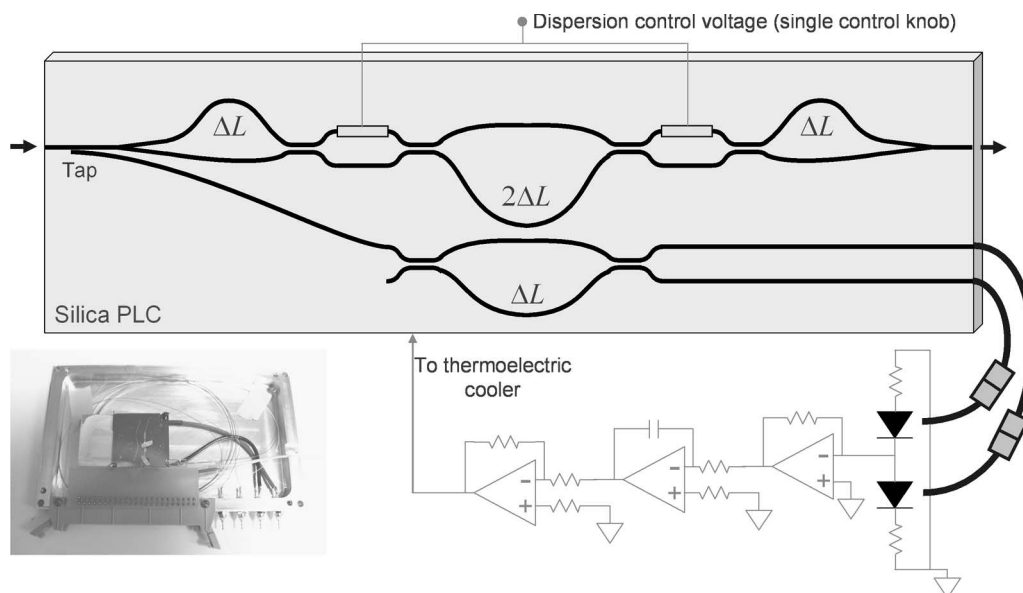 Dispersion control voltage (single control knob)
ΔL
ΔL
Tap
2ΔL
ΔL
Silica PLC
To thermoelectric
cooler
−
+
−
+
−
+